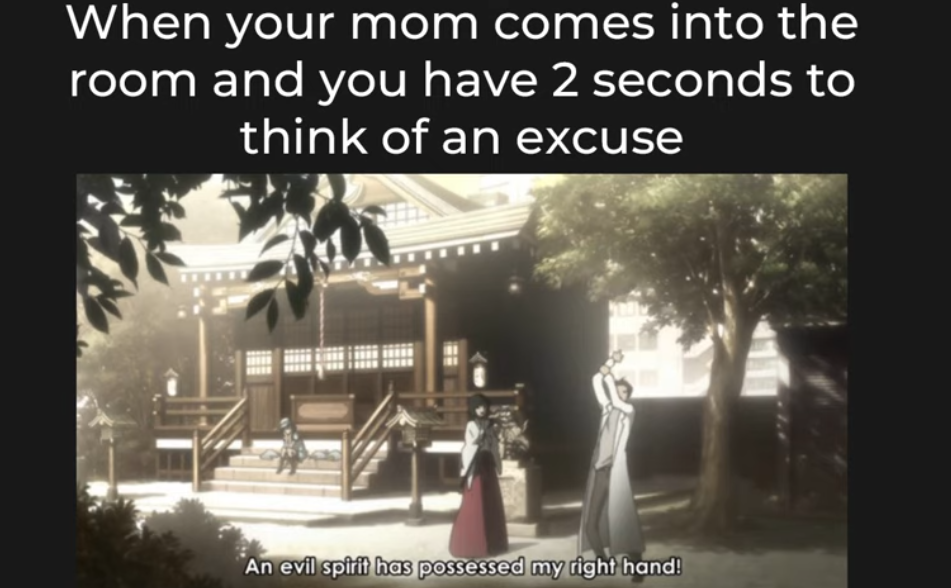 When your mom comes into the
room and you have 2 seconds to
think of an excuse
An evil spirit has possessed my right hand!